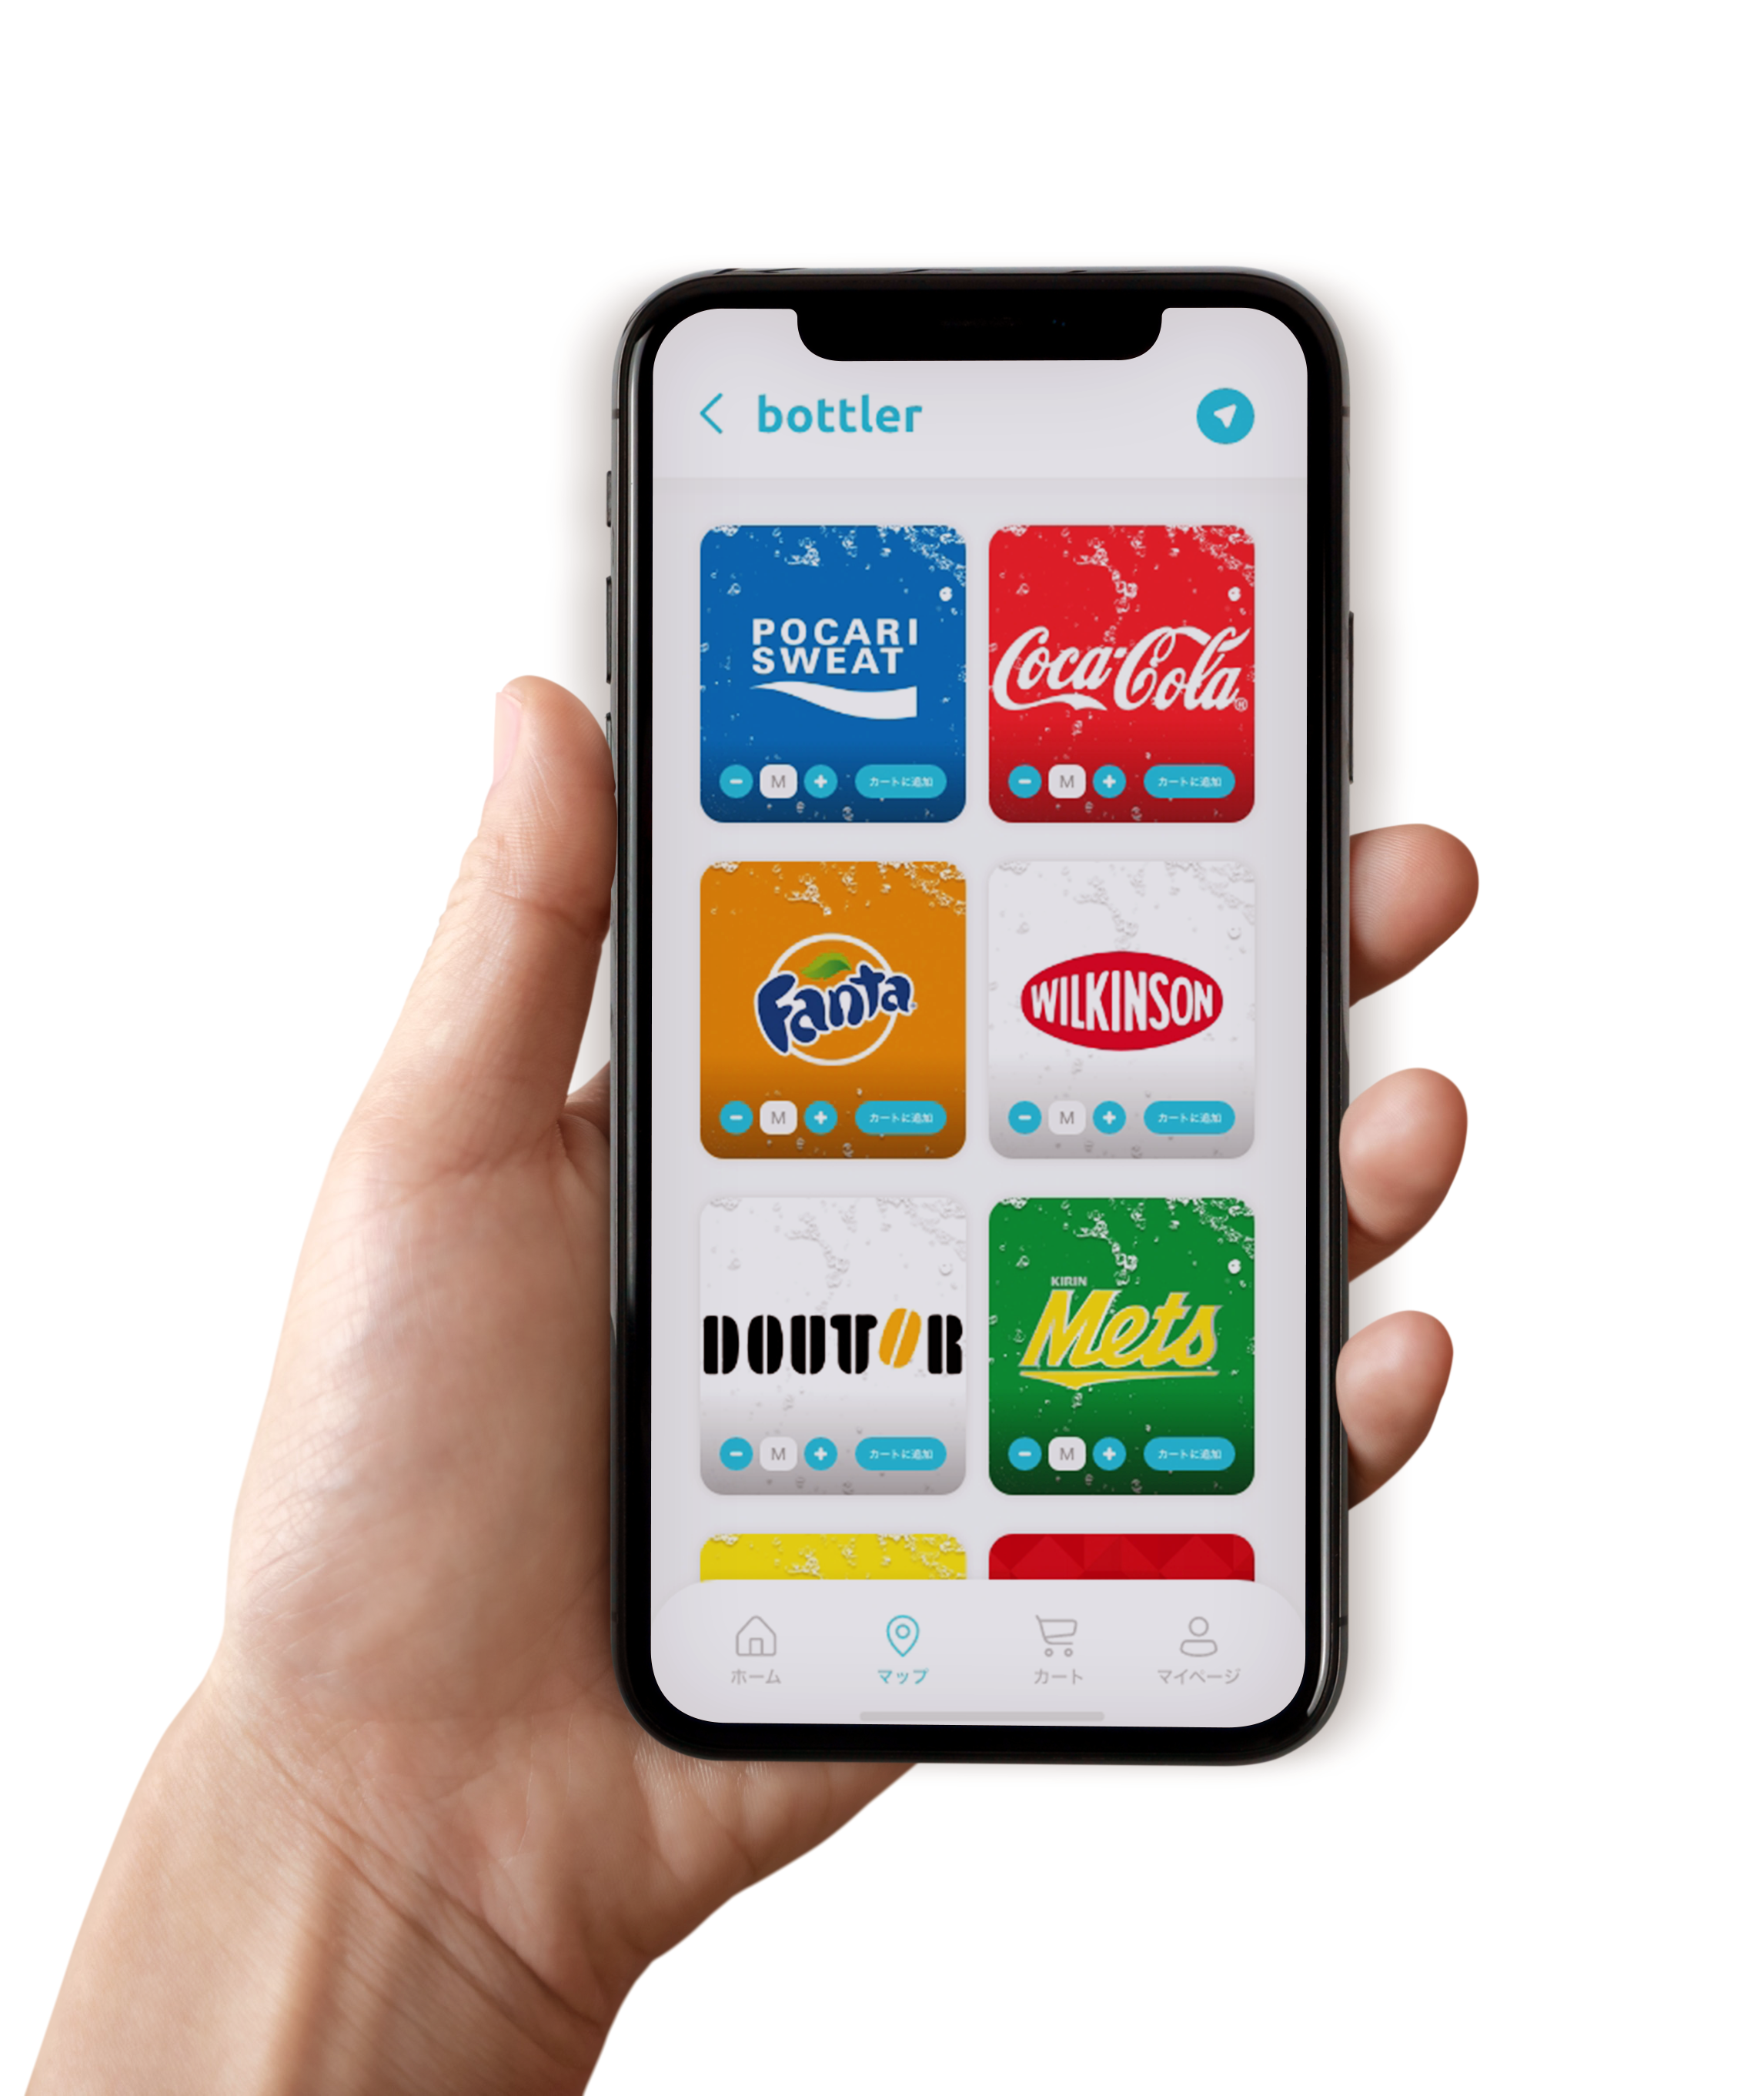 bottler
POCARI
SWEAT
- M + カートに追加
Coca-Cola®
- M + カートに追加
Fanta
- M + カートに追加
WILKINSON
- M + カートに追加
DOUTOR
- M + カートに追加
KIRIN
Mets
- M + カートに追加
ホーム
マップ
カート
マイページ